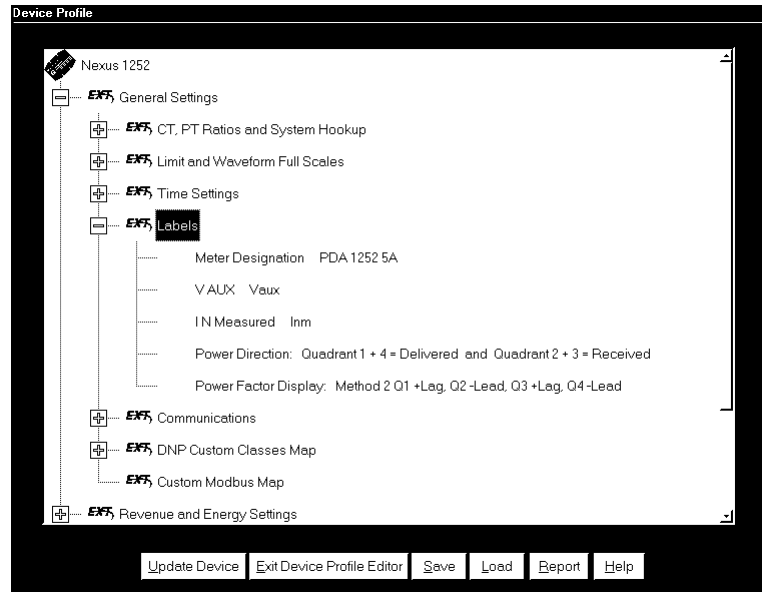 Device Profile
Nexus 1252
EXT General Settings
EXT CT, PT Ratios and System Hookup
EXT Limit and Waveform Full Scales
EXT Time Settings
EXT Labels
Meter Designation PDA 1252 5A
V AUX Vaux
I N Measured Inm
Power Direction: Quadrant 1 + 4 = Delivered and Quadrant 2 + 3 = Received
Power Factor Display: Method 2 Q1 +Lag, Q2 -Lead, Q3 +Lag, Q4 -Lead
EXT Communications
EXT DNP Custom Classes Map
EXT Custom Modbus Map
EXT Revenue and Energy Settings
Update Device Exit Device Profile Editor Save Load Report Help